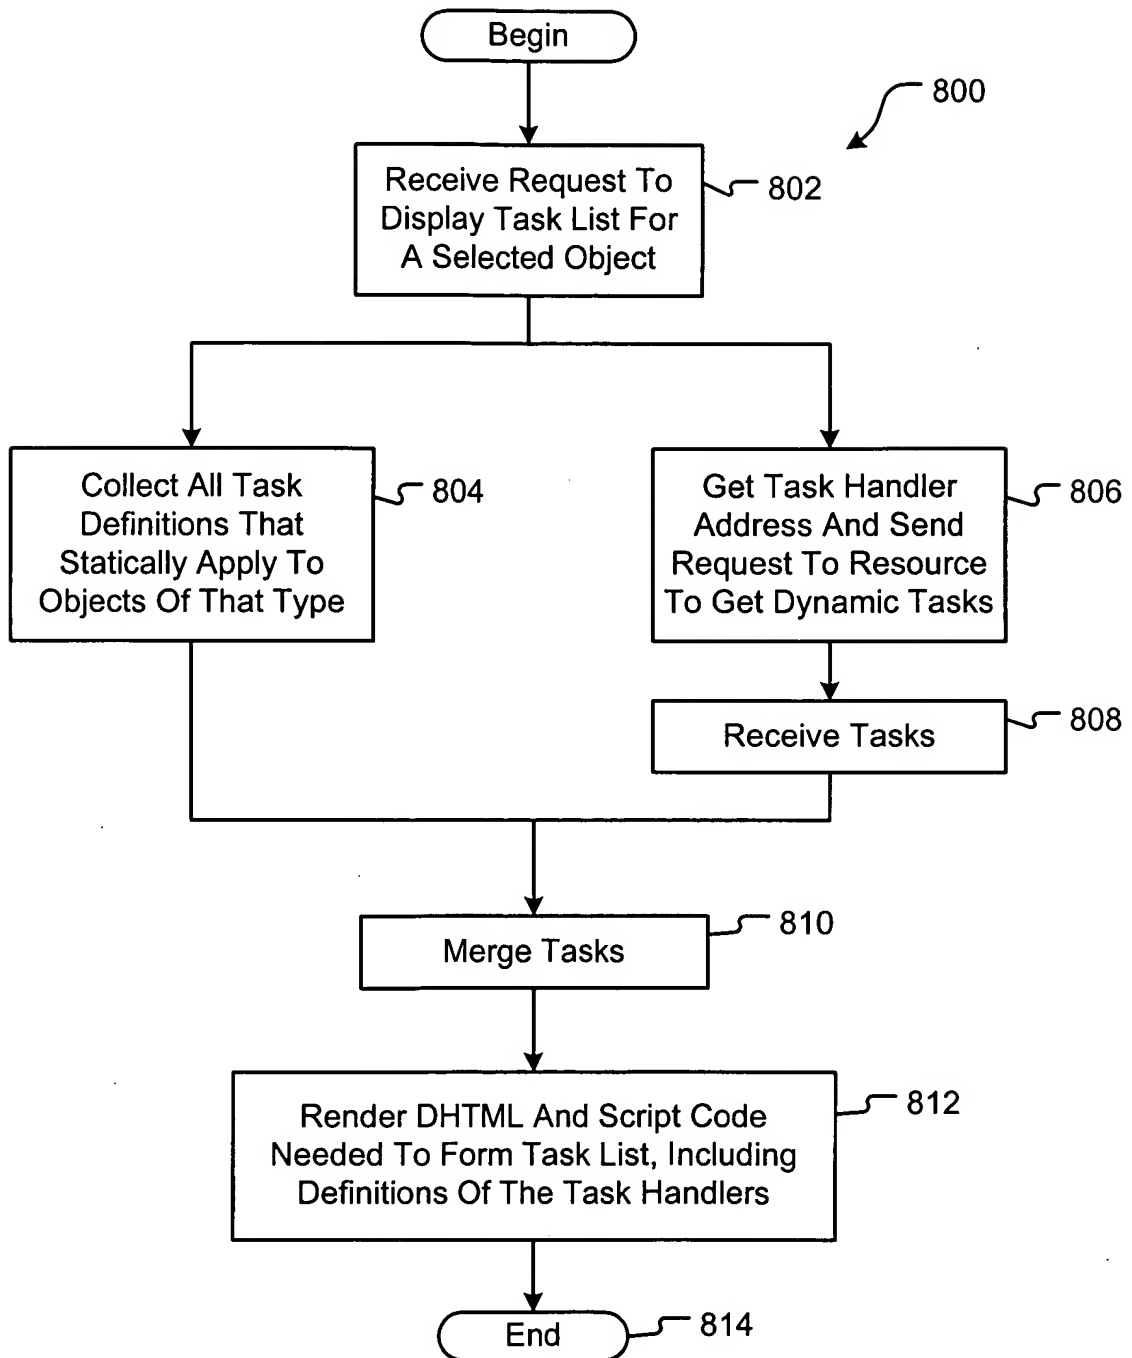 Begin
800
Receive Request To
Display Task List For
A Selected Object
802
Collect All Task
Definitions That
Statically Apply To
Objects Of That Type
804
Get Task Handler
Address And Send
Request To Resource
To Get Dynamic Tasks
806
Receive Tasks
808
Merge Tasks
810
Render DHTML And Script Code
Needed To Form Task List, Including
Definitions Of The Task Handlers
812
End
814